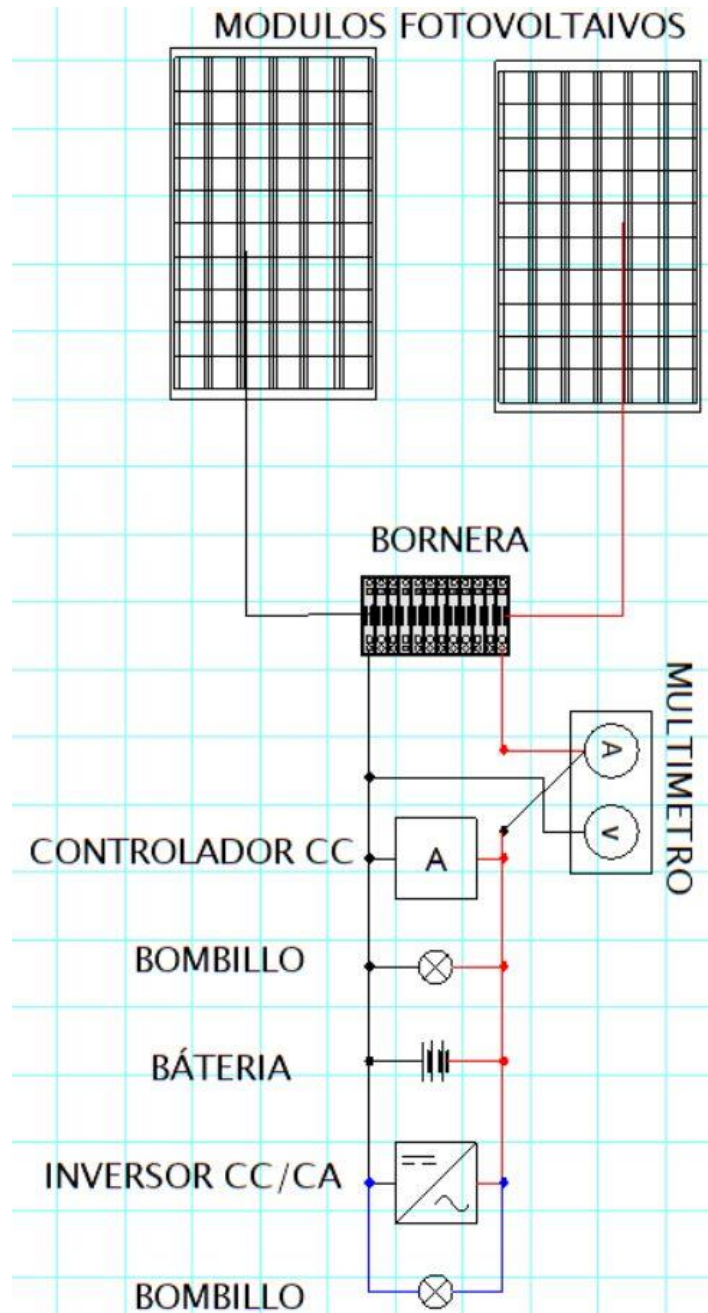 MODULOS FOTOVOLTAIVOS
BORNERA
MULTIMETRO
A
v
CONTROLADOR CC
A
BOMBILLO
BÁTERIA
INVERSOR CC/CA
BOMBILLO